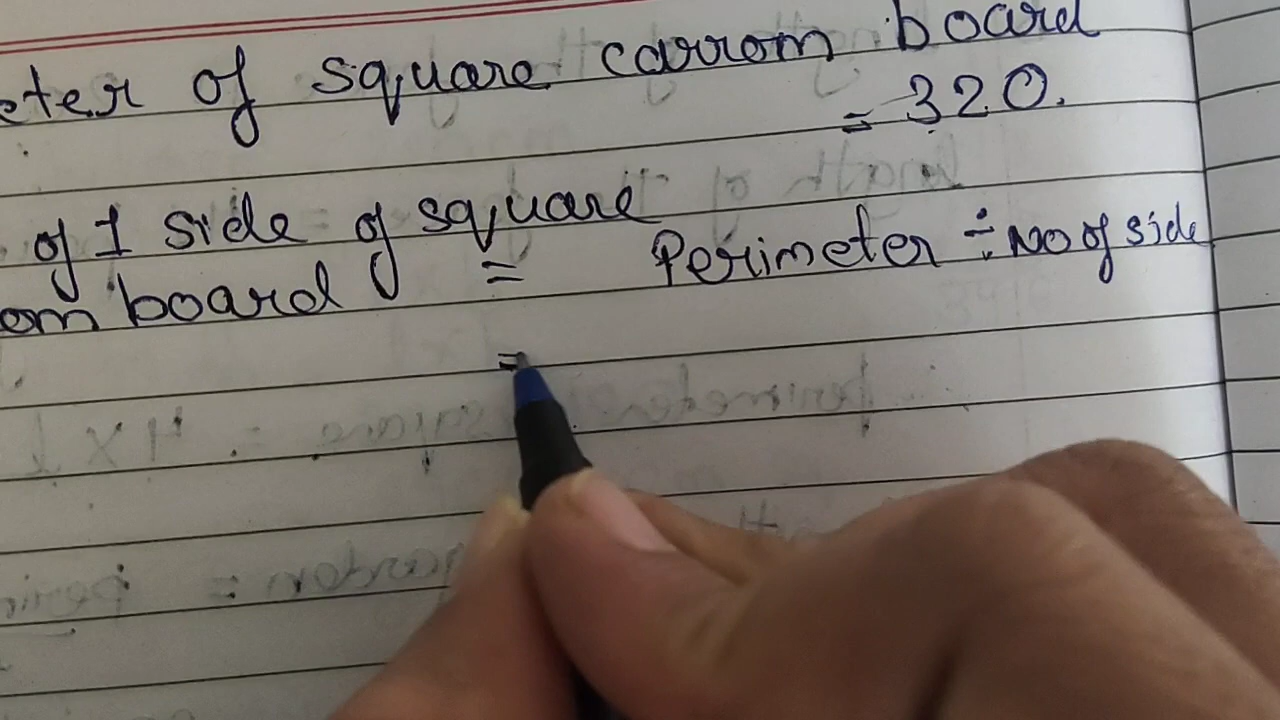 eter of square carrom board
= 320.
of 1 side of square
om board = Perimeter ÷ No of side
=